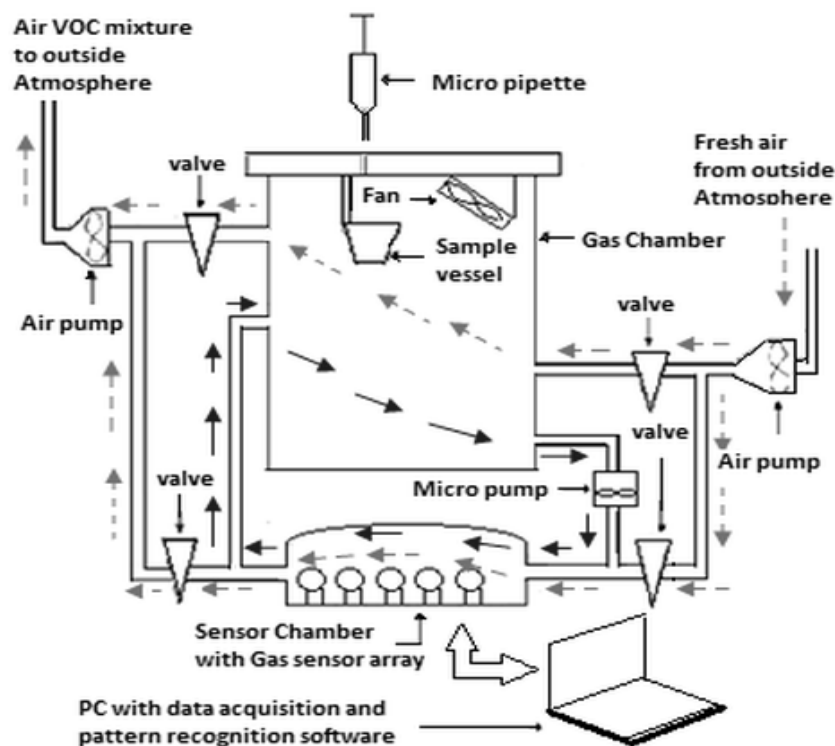 Air VOC mixture
to outside
Atmosphere
Micro pipette
Fresh air
from outside
Atmosphere
valve
Fan
Sample
vessel
Gas Chamber
Air pump
valve
valve
Air pump
valve
Micro pump
Sensor Chamber
with Gas sensor array
PC with data acquisition and
pattern recognition software